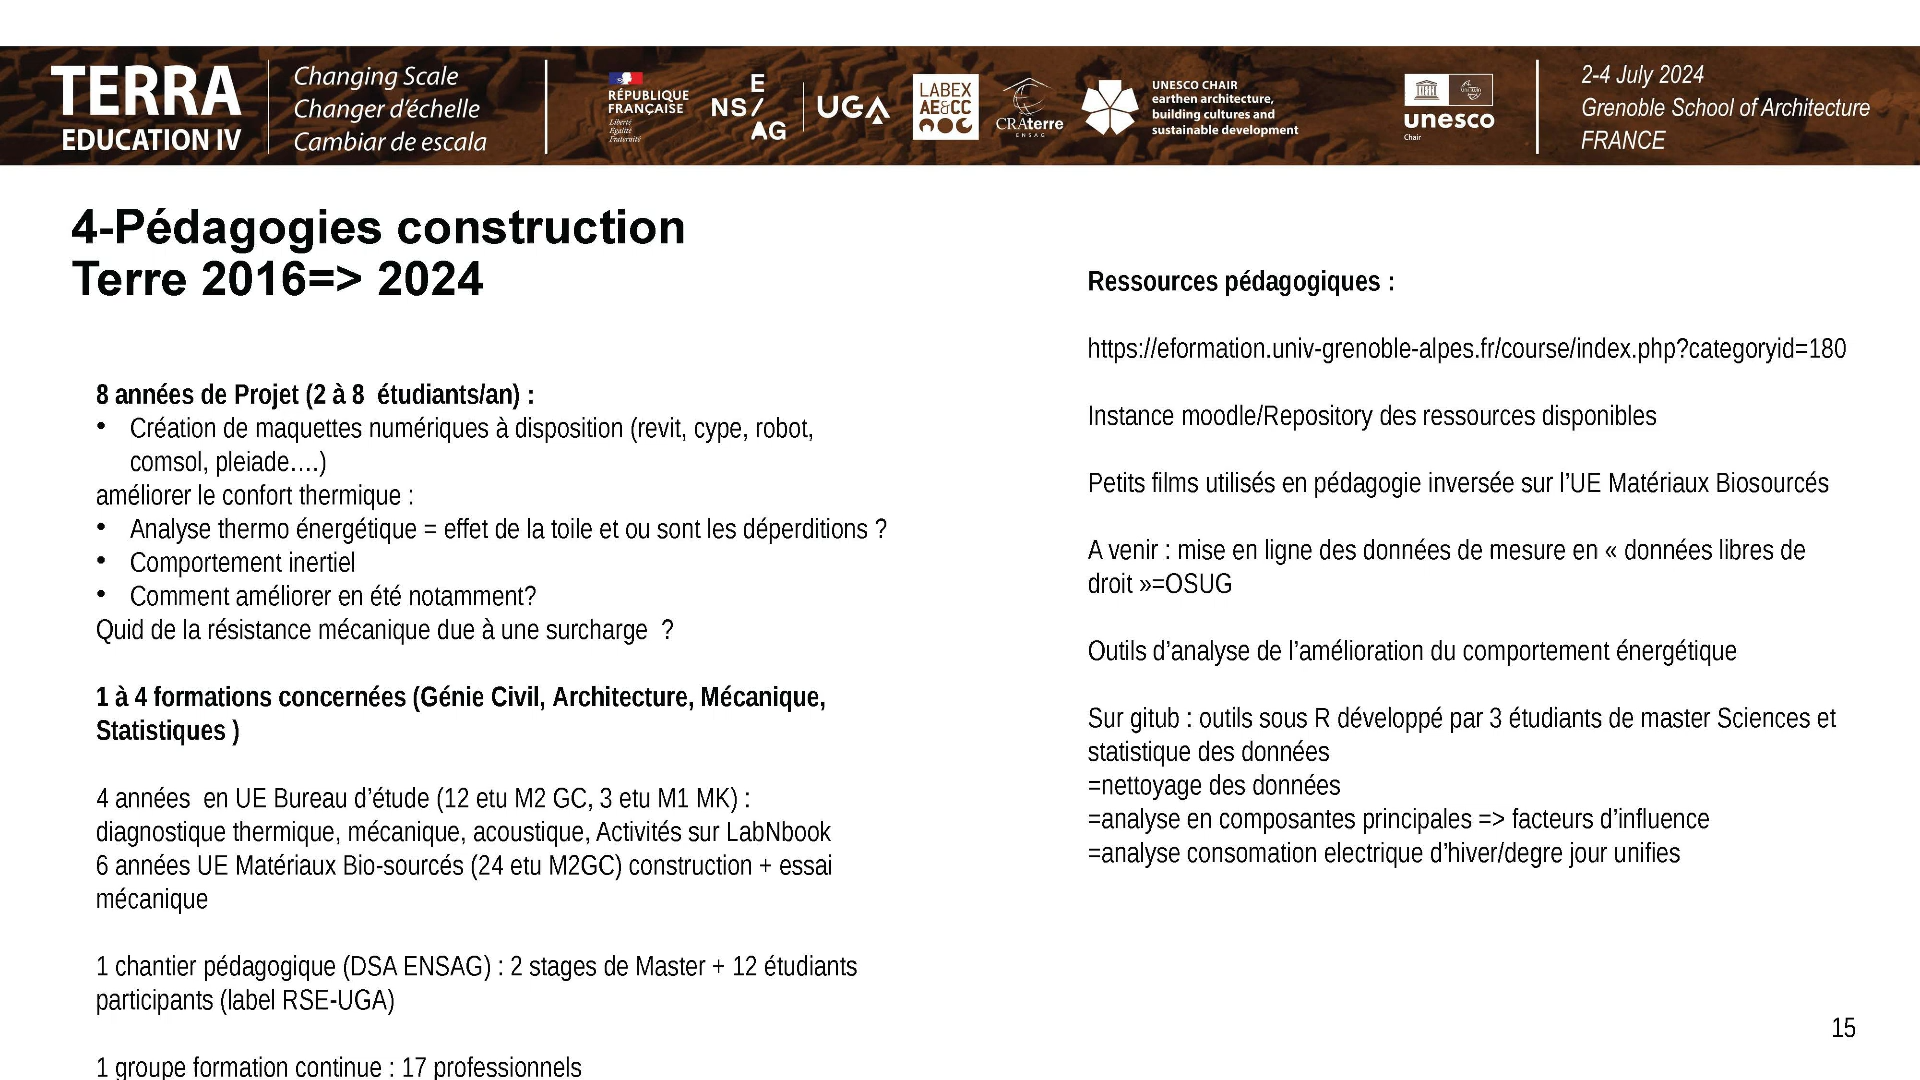 TERRA
EDUCATION IV
Changing Scale
Changer d’échelle
Cambiar de escala
RÉPUBLIQUE
FRANÇAISE
Liberté
Égalité
Fraternité
E
NS/
AG
UGA
LABEX
AE&CC
CRAterre
ENSAG
UNESCO CHAIR
earthen architecture,
building cultures and
sustainable development
unesco
Chair
2-4 July 2024
Grenoble School of Architecture
FRANCE
4-Pédagogies construction
Terre 2016=> 2024
8 années de Projet (2 à 8  étudiants/an) :
• Création de maquettes numériques à disposition (revit, cype, robot,
comsol, pleiade….)
améliorer le confort thermique :
• Analyse thermo énergétique = effet de la toile et ou sont les déperditions ?
• Comportement inertiel
• Comment améliorer en été notamment?
Quid de la résistance mécanique due à une surcharge  ?
1 à 4 formations concernées (Génie Civil, Architecture, Mécanique,
Statistiques )
4 années  en UE Bureau d’étude (12 etu M2 GC, 3 etu M1 MK) :
diagnostique thermique, mécanique, acoustique, Activités sur LabNbook
6 années UE Matériaux Bio-sourcés (24 etu M2GC) construction + essai
mécanique
1 chantier pédagogique (DSA ENSAG) : 2 stages de Master + 12 étudiants
participants (label RSE-UGA)
1 groupe formation continue : 17 professionnels
Ressources pédagogiques :
https://eformation.univ-grenoble-alpes.fr/course/index.php?categoryid=180
Instance moodle/Repository des ressources disponibles
Petits films utilisés en pédagogie inversée sur l’UE Matériaux Biosourcés
A venir : mise en ligne des données de mesure en « données libres de
droit »=OSUG
Outils d’analyse de l’amélioration du comportement énergétique
Sur gitub : outils sous R développé par 3 étudiants de master Sciences et
statistique des données
=nettoyage des données
=analyse en composantes principales => facteurs d’influence
=analyse consomation electrique d’hiver/degre jour unifies
15